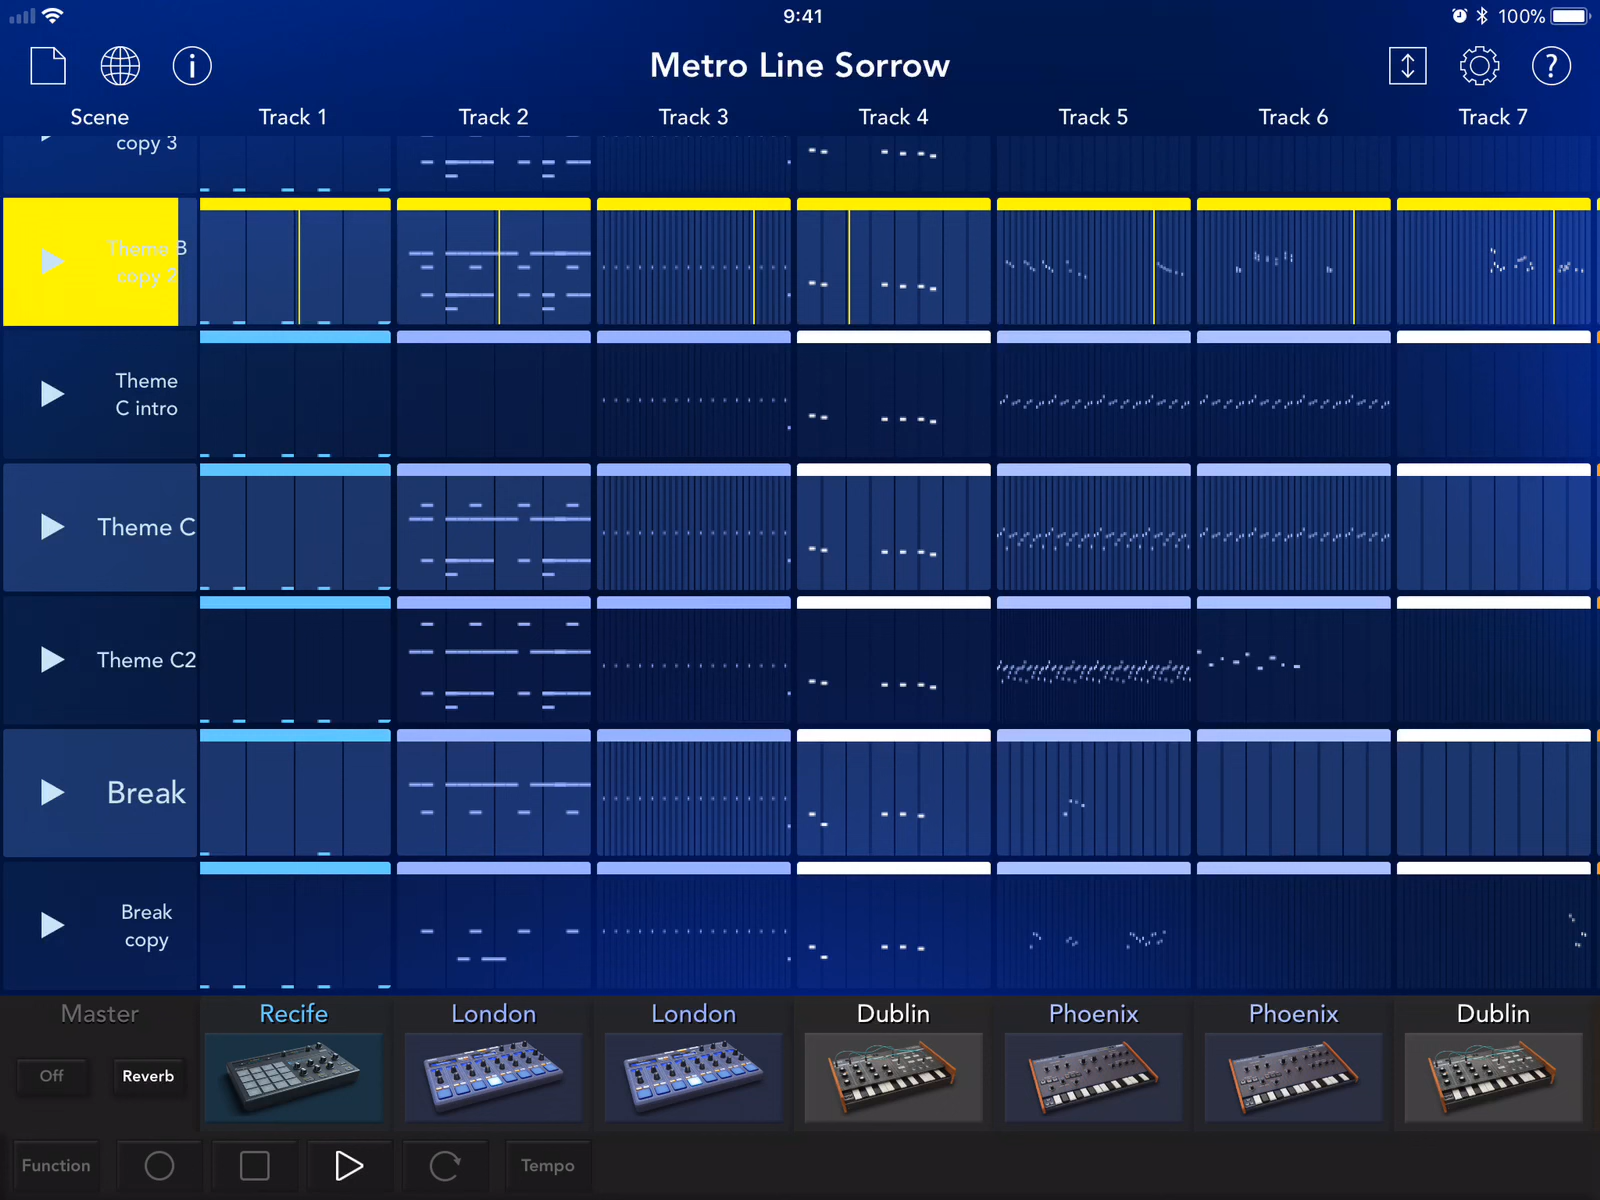 9:41
100%
Metro Line Sorrow
Scene
Track 1
Track 2
Track 3
Track 4
Track 5
Track 6
Track 7
copy 3
Theme B
copy 2
Theme
C intro
Theme C
Theme C2
Break
Break
copy
Master
Recife
London
London
Dublin
Phoenix
Phoenix
Dublin
Off
Reverb
Function
Tempo